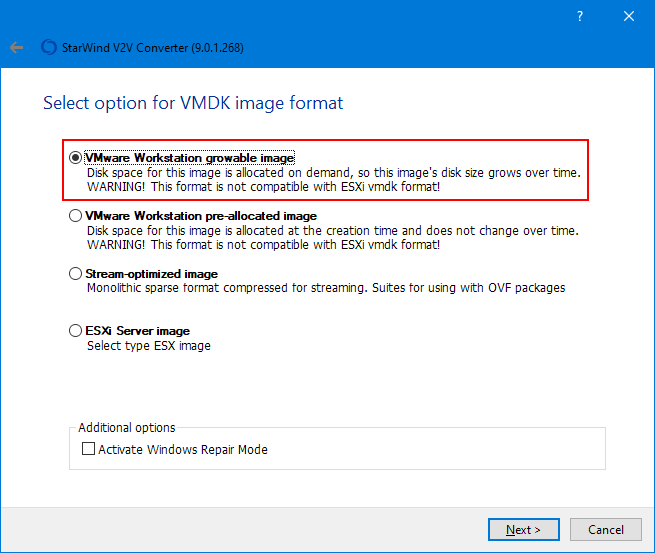 ?
StarWind V2V Converter (9.0.1.268)
Select option for VMDK image format
VMware Workstation growable image
Disk space for this image is allocated on demand, so this image's disk size grows over time.
WARNING! This format is not compatible with ESXi vmdk format!
VMware Workstation pre-allocated image
Disk space for this image is allocated at the creation time and does not change over time.
WARNING! This format is not compatible with ESXi vmdk format!
Stream-optimized image
Monolithic sparse format compressed for streaming. Suites for using with OVF packages
ESXi Server image
Select type ESX image
Additional options
Activate Windows Repair Mode
Next >
Cancel